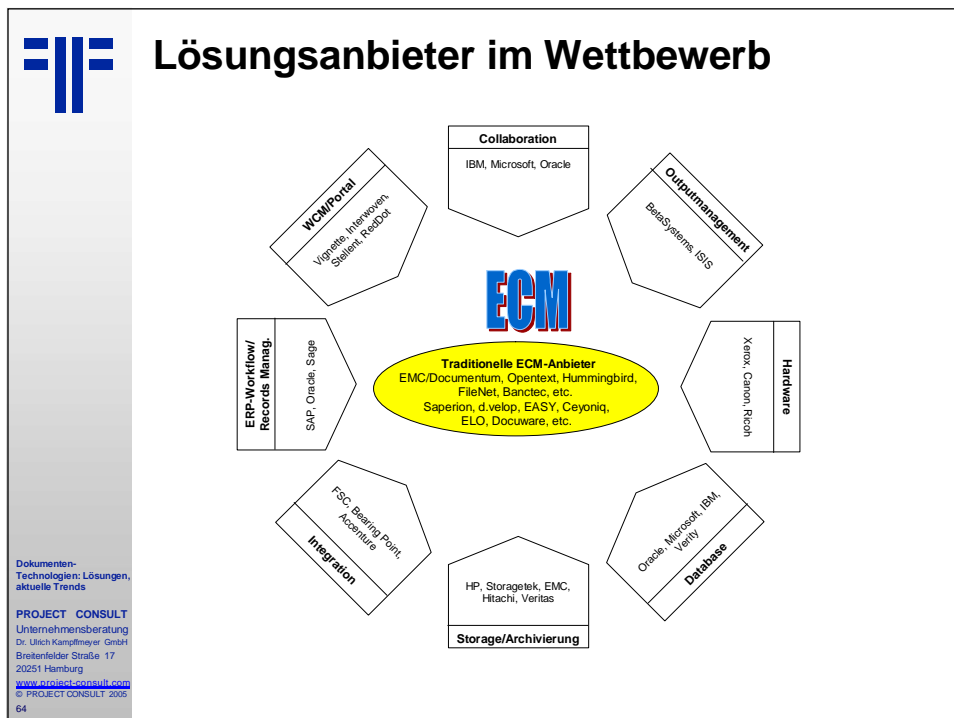 Lösungsanbieter im Wettbewerb
Collaboration
IBM, Microsoft, Oracle
Outputmanagement
BetaSystems, ISIS
Hardware
Xerox, Canon, Ricoh
Database
Oracle, Microsoft, IBM,
Verity
Storage/Archivierung
HP, Storagetek, EMC,
Hitachi, Veritas
Integration
FSC, Bearing Point,
Accenture
ERP-Workflow/
Records Manag.
SAP, Oracle, Sage
WCM/Portal
Vignette, Interwoven,
Stellent, RedDot
ECM
Traditionelle ECM-Anbieter
EMC/Documentum, Opentext, Hummingbird,
FileNet, Banctec, etc.
Saperion, d.velop, EASY, Ceyoniq,
ELO, Docuware, etc.
Dokumenten-
Technologien: Lösungen,
aktuelle Trends
PROJECT CONSULT
Unternehmensberatung
Dr. Ulrich Kampffmeyer GmbH
Breitenfelder Straße 17
20251 Hamburg
www.project-consult.com
© PROJECT CONSULT 2005
64